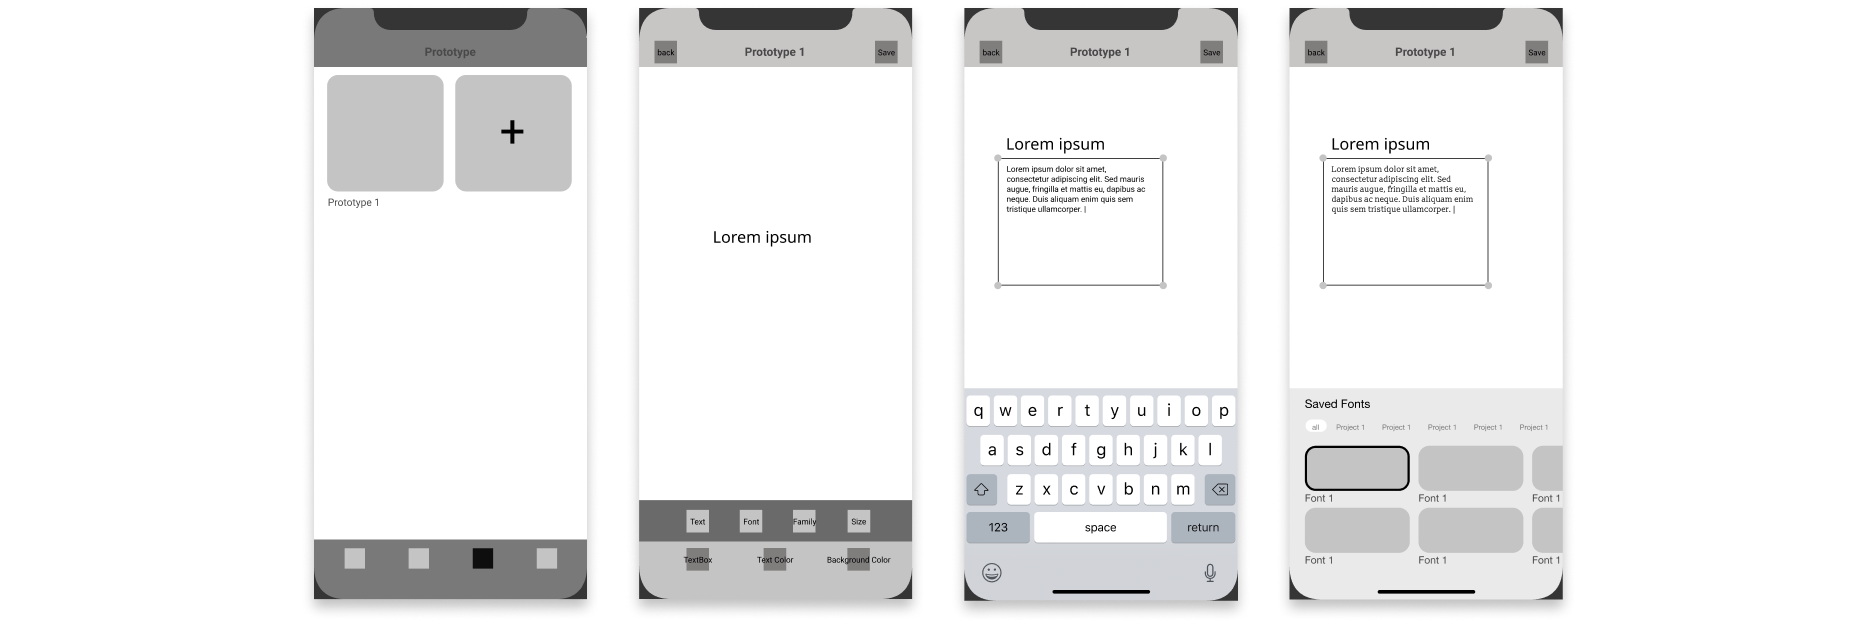 Prototype
+
Prototype 1
back
Prototype 1
Save
Lorem ipsum
Text
Font
Family
Size
TextBox
Text Color
Background Color
back
Prototype 1
Save
Lorem ipsum
Lorem ipsum dolor sit amet,
consectetur adipiscing elit. Sed mauris
augue, fringilla et mattis eu, dapibus ac
neque. Duis aliquam enim quis sem
tristique ullamcorper. |
q w e r t y u i o p
a s d f g h j k l
z x c v b n m
123 space return
back
Prototype 1
Save
Lorem ipsum
Lorem ipsum dolor sit amet,
consectetur adipiscing elit. Sed
mauris augue, fringilla et mattis eu,
dapibus ac neque. Duis aliquam enim
quis sem tristique ullamcorper. |
Saved Fonts
all Project 1 Project 1 Project 1 Project 1 Project 1
Font 1 Font 1 Font 1
Font 1 Font 1 Font 1